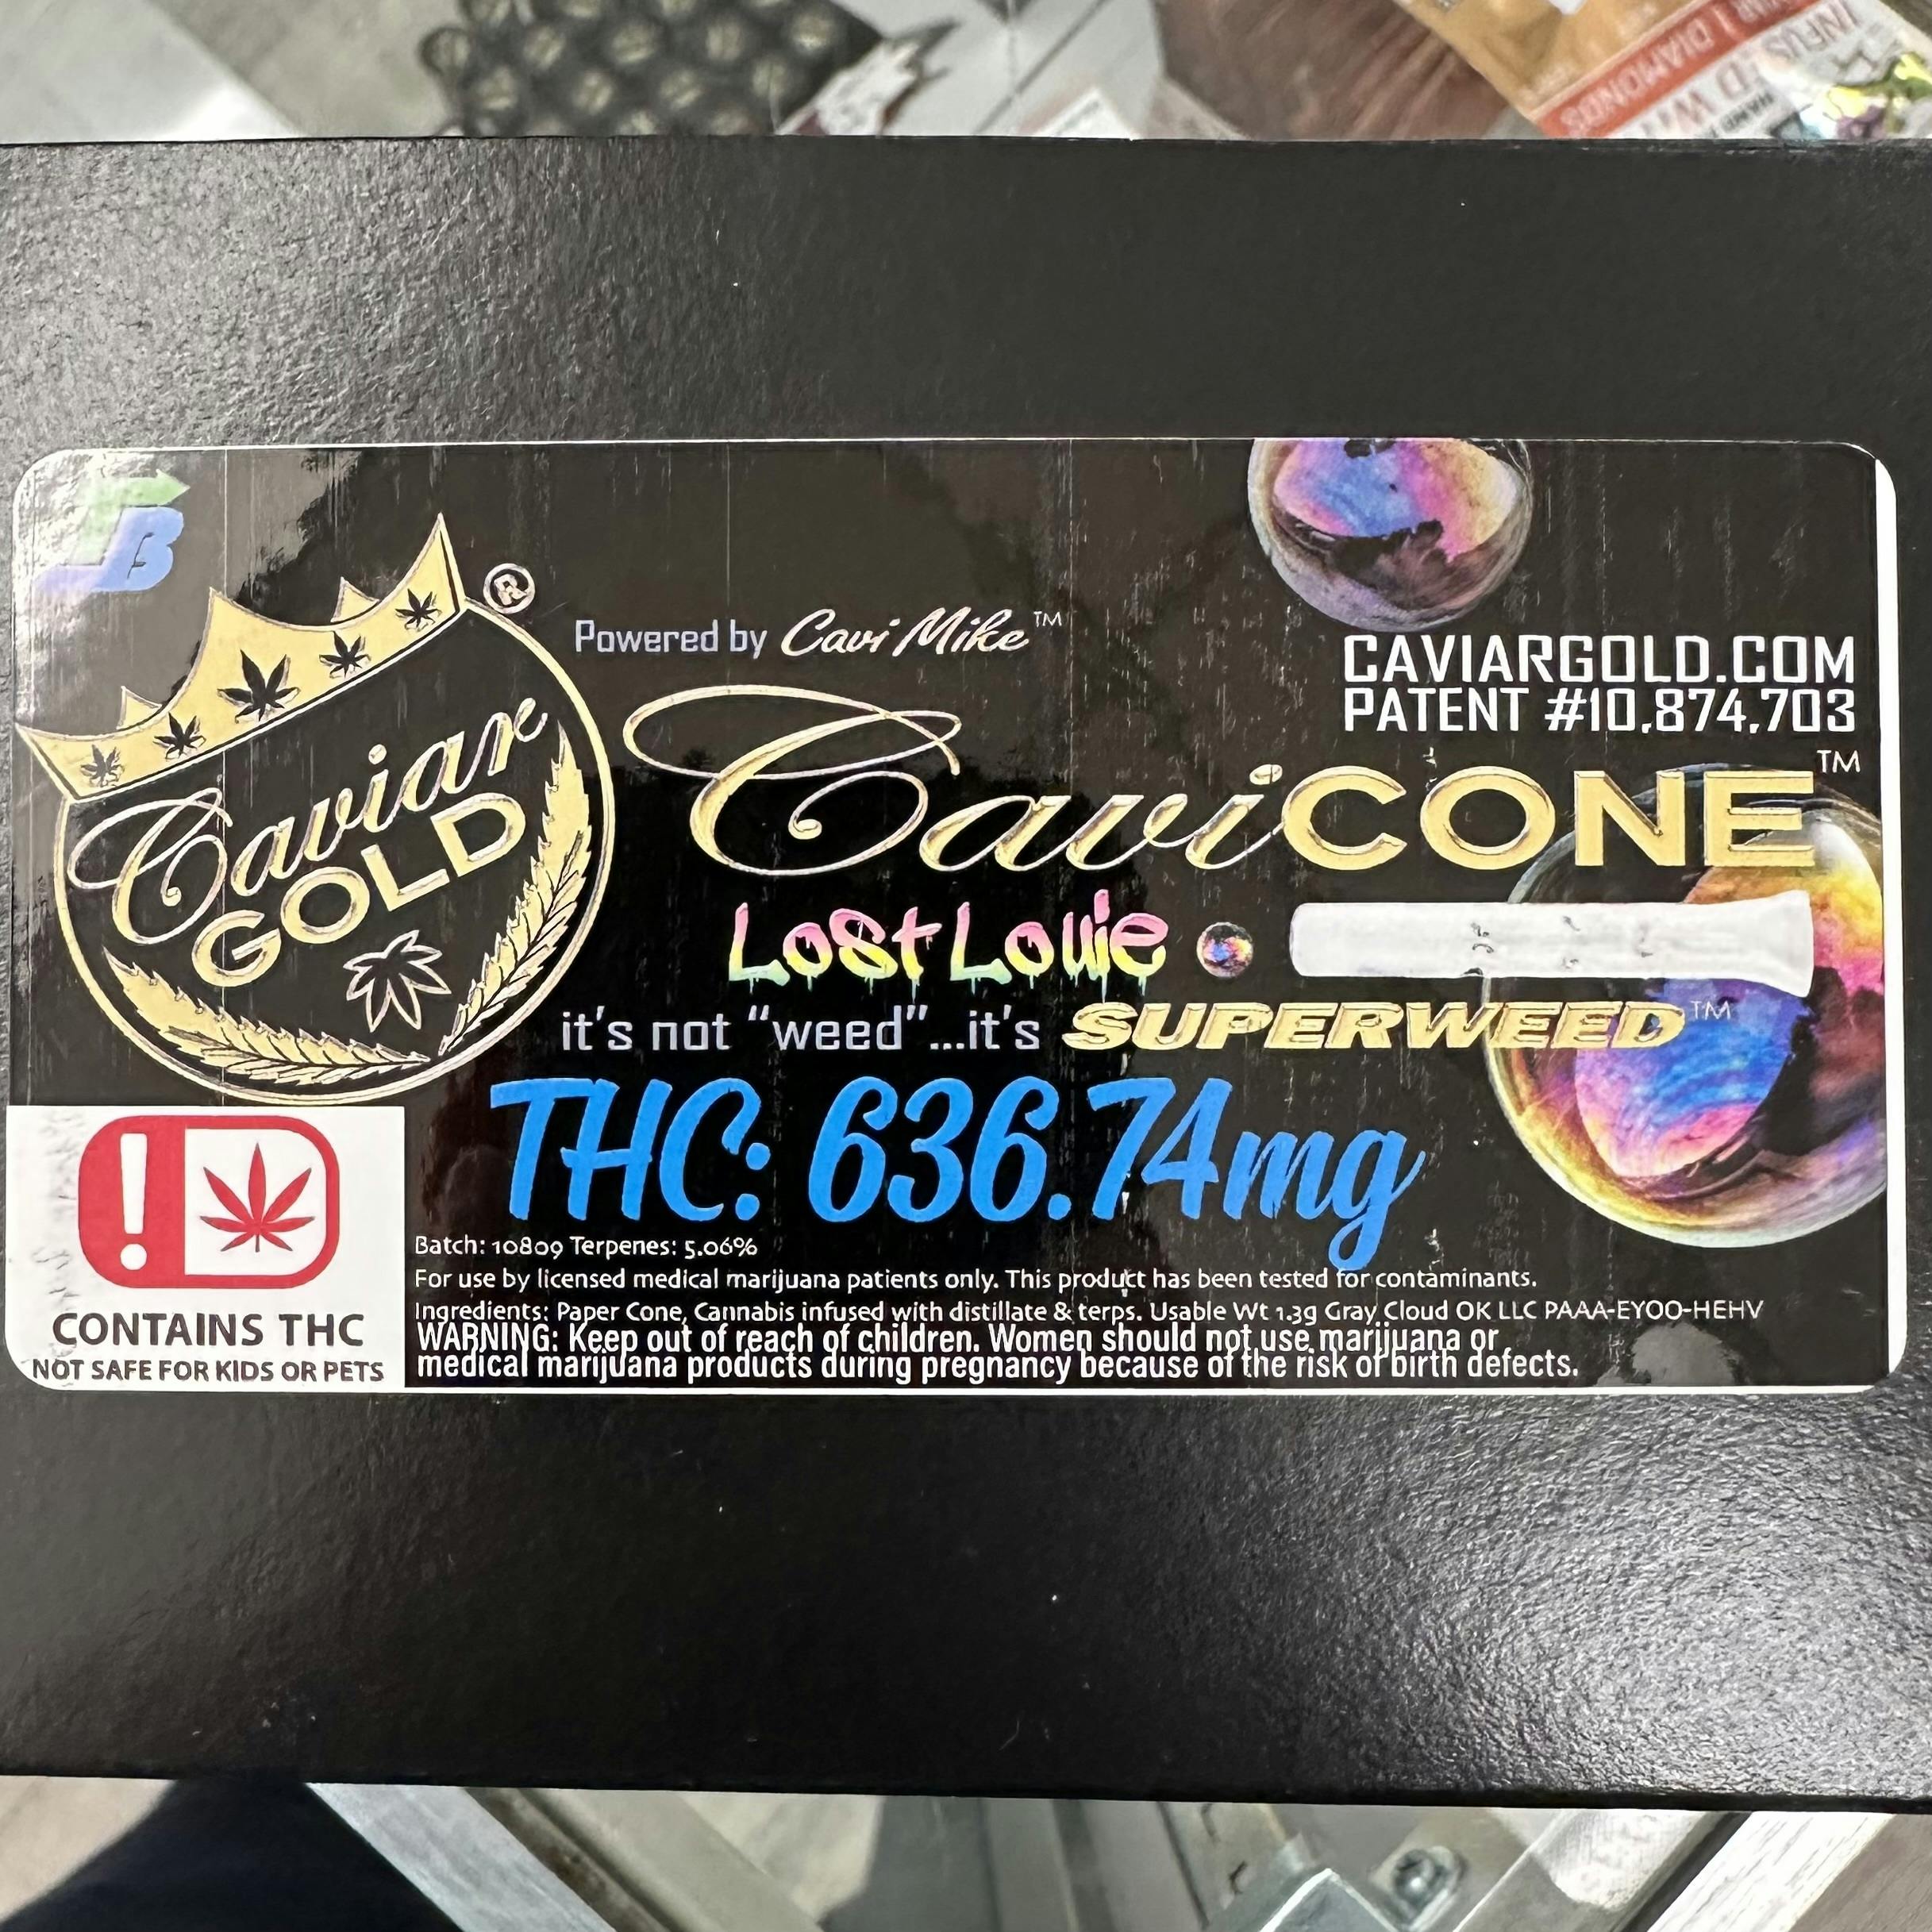 DIAMONDS
B
®
Powered by Cavi Mike™
CAVIARGOLD.COM
PATENT #10,874,703
Caviar
GOLD
CaviCONE™
Lost Louie
it's not "weed"...it's SUPERWEED™
THC: 636.74mg
Batch: 10809 Terpenes: 5.06%
For use by licensed medical marijuana patients only. This product has been tested for contaminants.
Ingredients: Paper Cone, Cannabis infused with distillate & terps. Usable Wt 1.3g Gray Cloud OK LLC PAAA-EYOO-HEHV
WARNING: Keep out of reach of children. Women should not use marijuana or
medical marijuana products during pregnancy because of the risk of birth defects.
!
CONTAINS THC
NOT SAFE FOR KIDS OR PETS